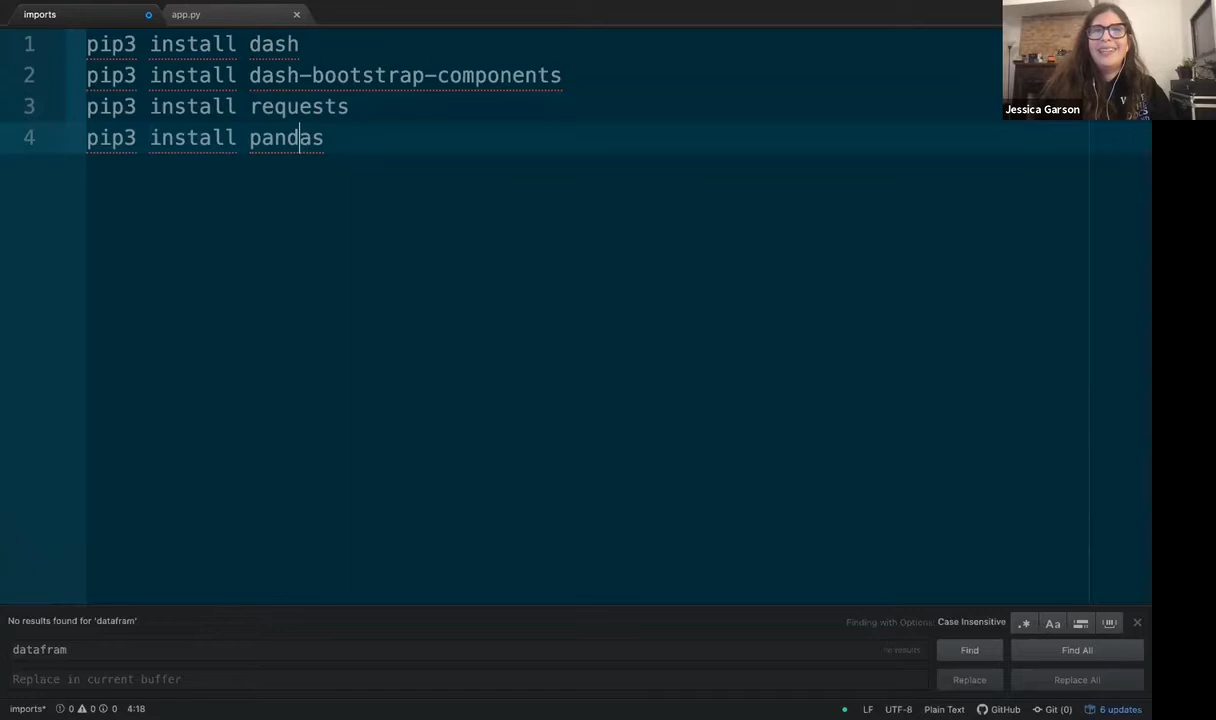 imports
app.py
1 pip3 install dash
2 pip3 install dash-bootstrap-components
3 pip3 install requests
4 pip3 install pandas
Jessica Garson
No results found for 'datafram'
Finding with Options: Case Insensitive
.* Aa
datafram
no results
Find
Find All
Replace in current buffer
Replace
Replace All
imports* 0 0 0 4:18
LF UTF-8 Plain Text GitHub Git (0) 6 updates